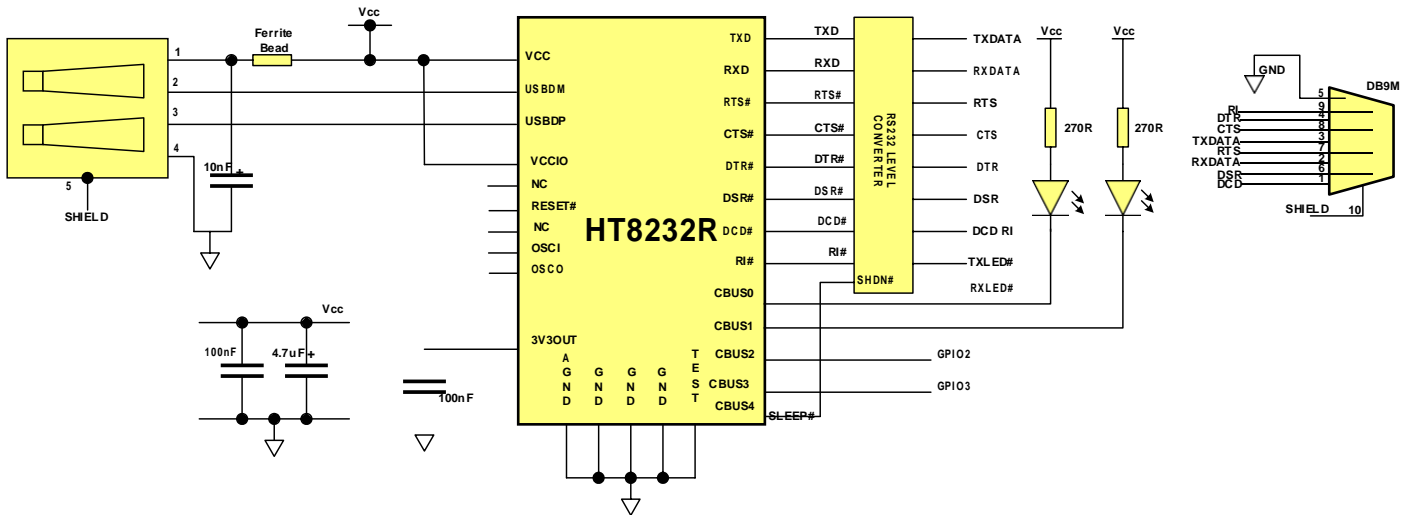 Vcc
Ferrite
Bead
1
2
3
4
5
SHIELD
10nF
+
VCC
USBDM
USBDP
VCCIO
NC
RESET#
NC
OSCI
OSCO
3V3OUT
HT8232R
TXD
RXD
RTS#
CTS#
DTR#
DSR#
DCD#
RI#
CBUS0
CBUS1
CBUS2
CBUS3
CBUS4
AGND
GND
GND
GND
TEST
TXD
RXD
RTS#
CTS#
DTR#
DSR#
DCD#
RI#
SLEEP#
RS232 LEVEL
CONVERTER
SHDN#
TXDATA
RXDATA
RTS
CTS
DTR
DSR
DCD RI
TXLED#
RXLED#
GPIO2
GPIO3
Vcc
Vcc
270R
270R
GND
DB9M
5
RI 9
DTR 4
CTS 8
TXDATA 3
RTS 7
RXDATA 2
DSR 6
DCD 1
SHIELD 10
Vcc
100nF
4.7uF
+
100nF